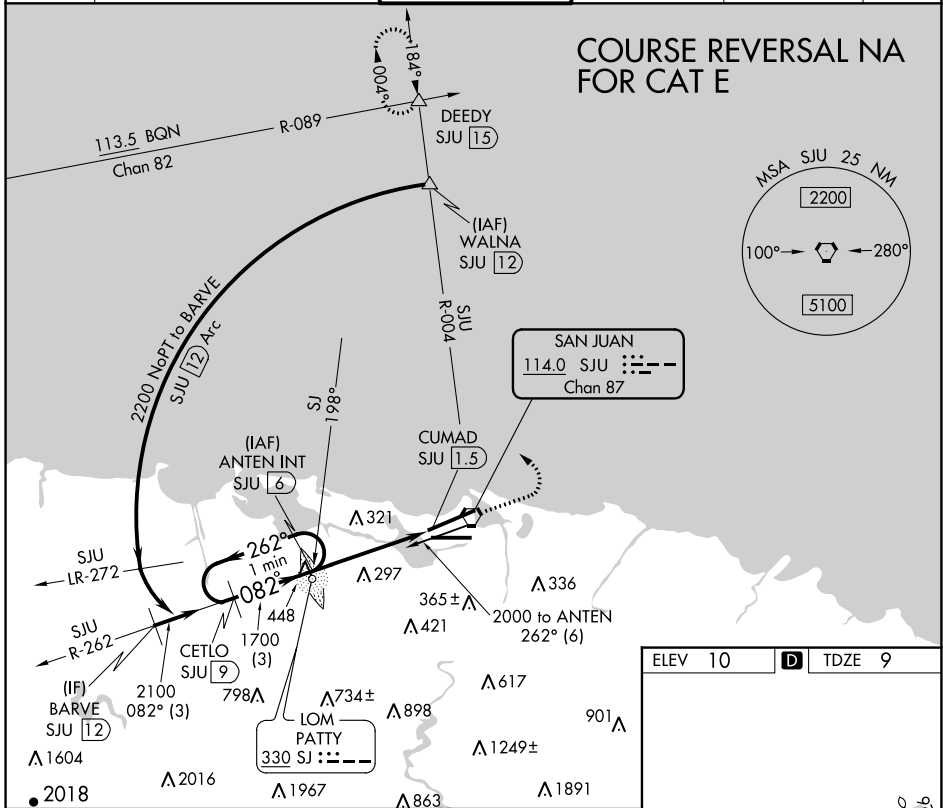 COURSE REVERSAL NA
FOR CAT E
184°
004°
DEEDY
SJU 15
113.5 BQN
Chan 82
R-089
MSA SJU 25 NM
2200
100°
280°
5100
(IAF)
WALNA
SJU 12
2200 NoPT to BARVE
SJU 12 Arc
SJU
R-004
SAN JUAN
114.0 SJU
Chan 87
SJ
198°
(IAF)
ANTEN INT
SJU 6
CUMAD
SJU 1.5
321
262°
1 min
082°
SJU
LR-272
297
336
365±
448
2000 to ANTEN
262° (6)
421
SJU
R-262
CETLO
SJU 9
1700
(3)
ELEV 10
D
TDZE 9
(IF)
BARVE
SJU 12
2100
082° (3)
798
734±
617
898
901
LOM
PATTY
330 SJ
1604
1249±
2016
1967
1891
2018
863